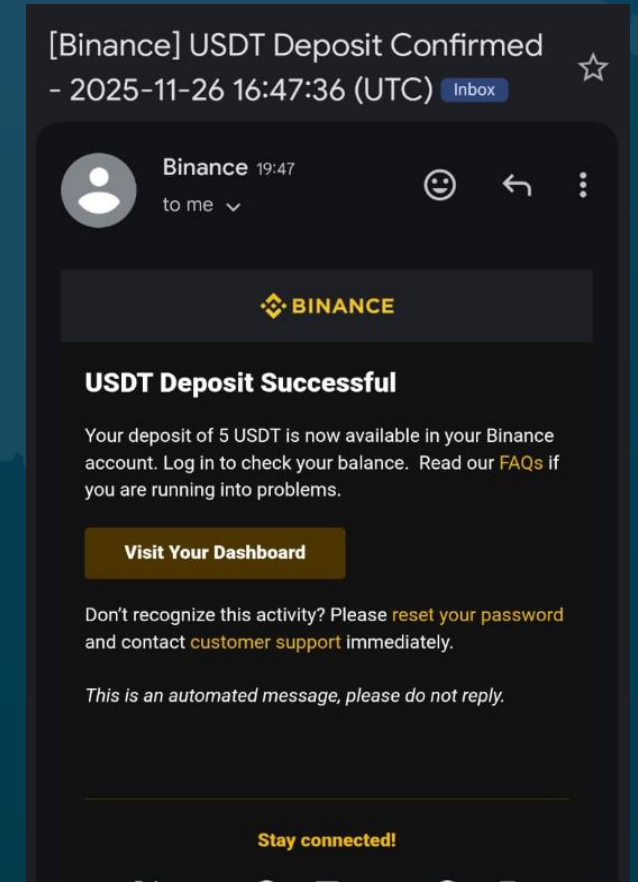 [Binance] USDT Deposit Confirmed
- 2025-11-26 16:47:36 (UTC) Inbox
Binance 19:47
to me
BINANCE
USDT Deposit Successful
Your deposit of 5 USDT is now available in your Binance
account. Log in to check your balance.  Read our FAQs if
you are running into problems.
Visit Your Dashboard
Don't recognize this activity? Please reset your password
and contact customer support immediately.
This is an automated message, please do not reply.
Stay connected!